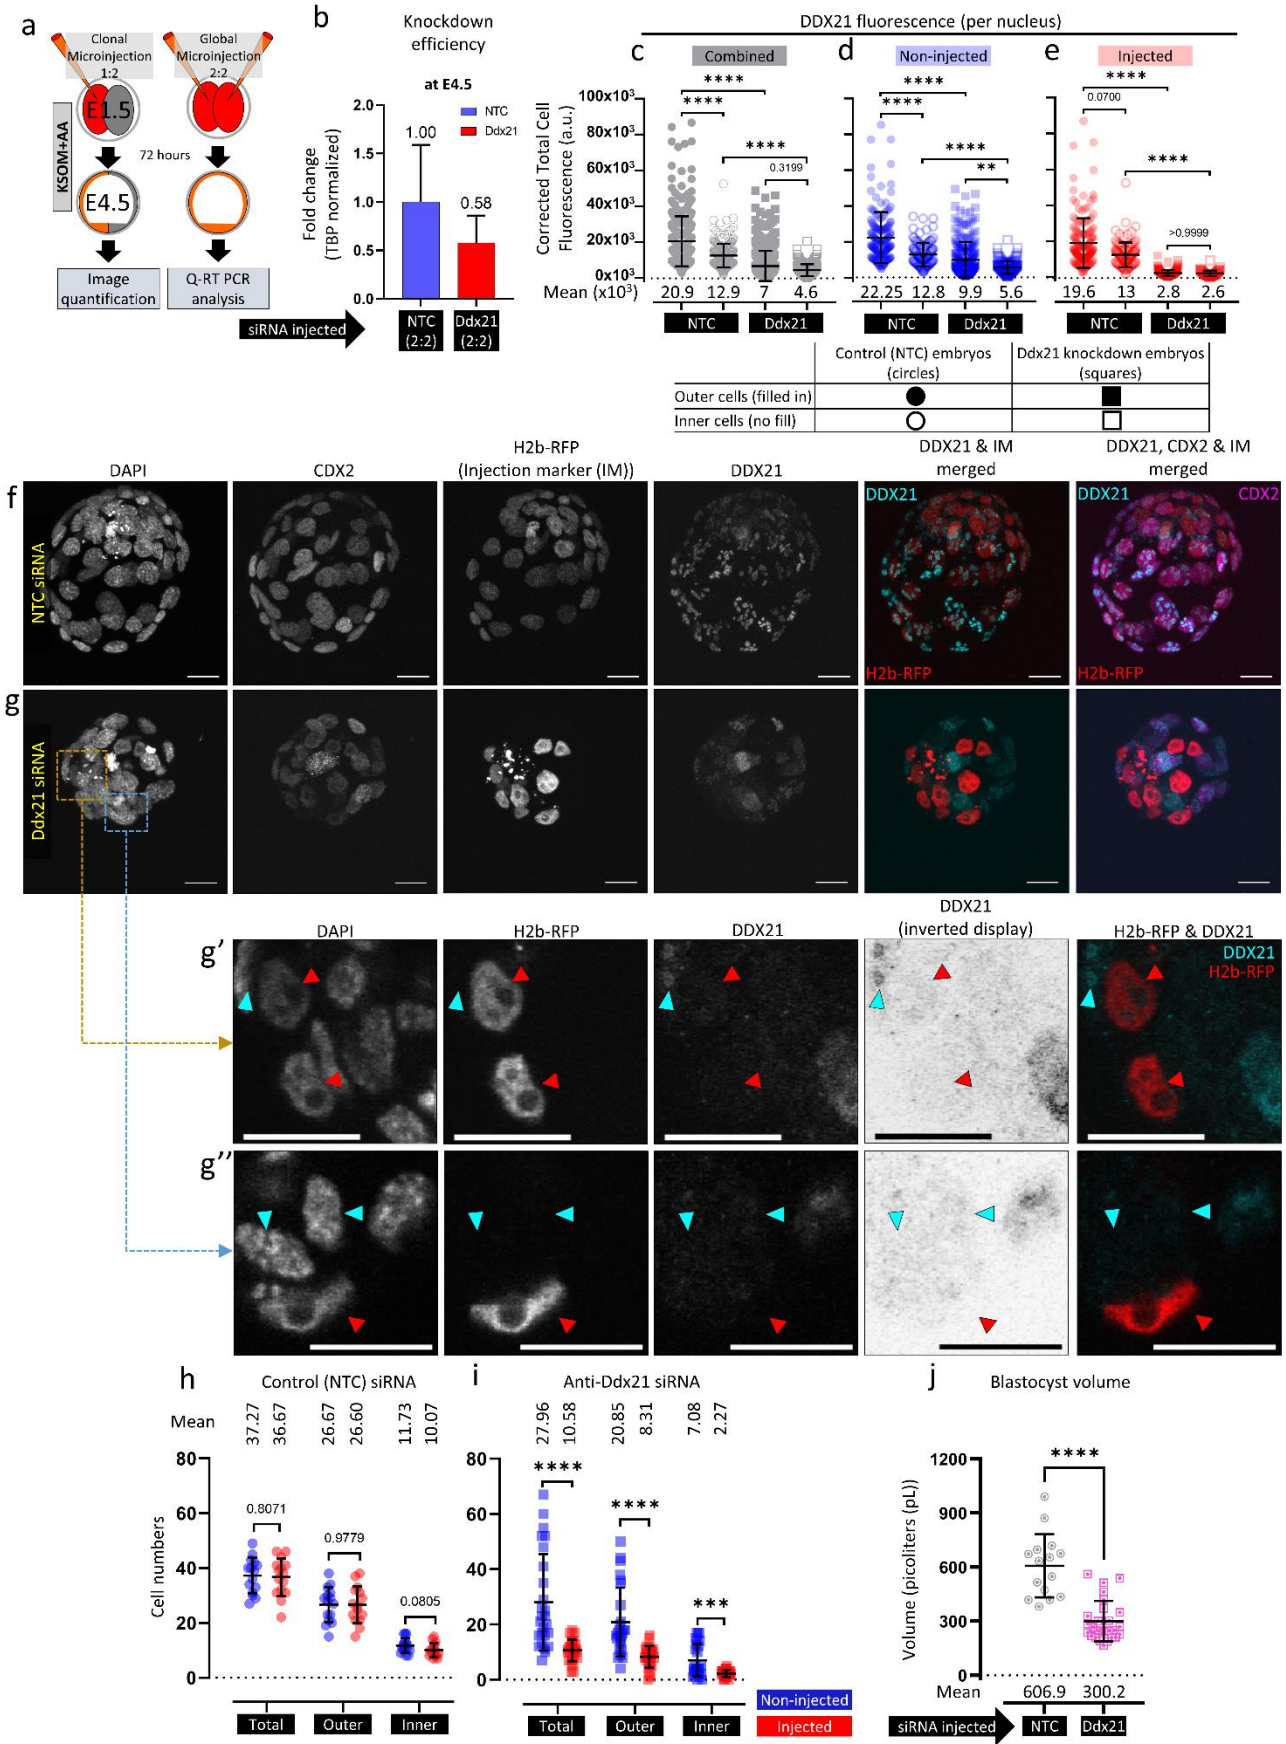 a
Clonal
Microinjection
1:2
Global
Microinjection
2:2
E1.5
KSOM+AA
72 hours
E4.5
Image
quantification
Q-RT PCR
analysis
b
Knockdown
efficiency
at E4.5
NTC
Ddx21
Fold change
(TBP normalized)
2.0
1.5
1.0
0.5
0.0
1.00
0.58
siRNA injected
NTC
(2:2)
Ddx21
(2:2)
DDX21 fluorescence (per nucleus)
c
Combined
d
Non-injected
e
Injected
Corrected Total Cell
Fluorescence (a.u.)
100x10³
80x10³
60x10³
40x10³
20x10³
0x10³
****
****
****
0.3199
****
****
****
**
****
0.0700
****
>0.9999
Mean (x10³)
20.9 12.9 7 4.6
22.25 12.8 9.9 5.6
19.6 13 2.8 2.6
NTC Ddx21
NTC Ddx21
NTC Ddx21
Control (NTC) embryos
(circles)
Ddx21 knockdown embryos
(squares)
Outer cells (filled in)
Inner cells (no fill)
f
DAPI
CDX2
H2b-RFP
(Injection marker (IM))
DDX21
DDX21 & IM
merged
DDX21, CDX2 & IM
merged
NTC siRNA
DDX21
H2b-RFP
DDX21
CDX2
H2b-RFP
g
Ddx21 siRNA
g’
DAPI
H2b-RFP
DDX21
DDX21
(inverted display)
H2b-RFP & DDX21
DDX21
H2b-RFP
g’’
h
Control (NTC) siRNA
Mean
37.27
36.67
26.67
26.60
11.73
10.07
Cell numbers
80
60
40
20
0
0.8071
0.9779
0.0805
Total
Outer
Inner
i
Anti-Ddx21 siRNA
27.96
10.58
20.85
8.31
7.08
2.27
80
60
40
20
0
****
****
***
Total
Outer
Inner
Non-injected
Injected
j
Blastocyst volume
Volume (picoliters (pL))
1200
900
600
300
0
****
Mean
606.9 300.2
siRNA injected
NTC
Ddx21